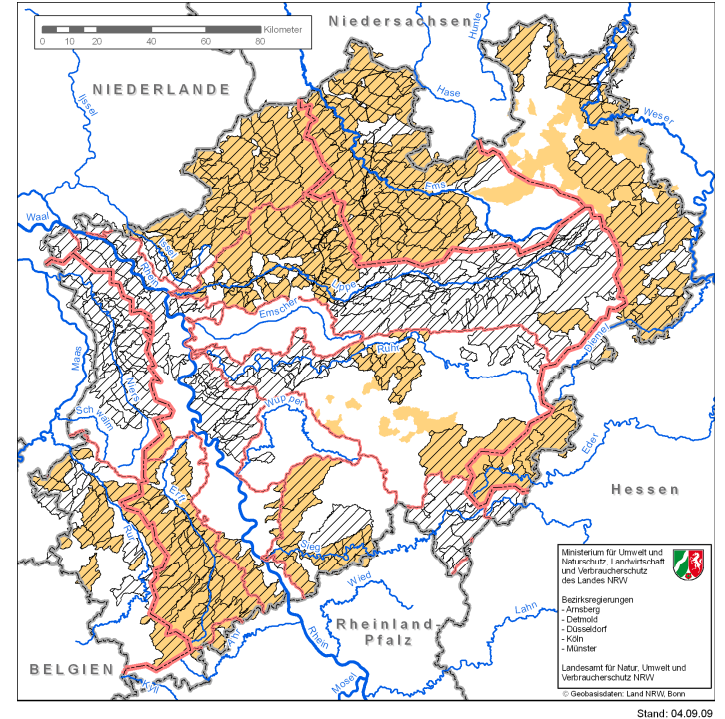 Niedersachsen
Kilometer
0 10 20 40 60 80
NIEDERLANDE
Ijssel
Hase
Hunte
Weser
Ems
Waal
Issel
Rhein
Lippe
Emscher
Ruhr
Diemel
Maas
Niers
Schwalm
Wupper
Eder
Hessen
Erft
Rur
Sieg
Wied
Lahn
Ahr
Rhein
Rheinland-
Pfalz
BELGIEN
Kyll
Mosel
Ministerium für Umwelt und
Naturschutz, Landwirtschaft
und Verbraucherschutz
des Landes NRW
Bezirksregierungen
- Arnsberg
- Detmold
- Düsseldorf
- Köln
- Münster
Landesamt für Natur, Umwelt und
Verbraucherschutz NRW
© Geobasisdaten: Land NRW, Bonn
Stand: 04.09.09